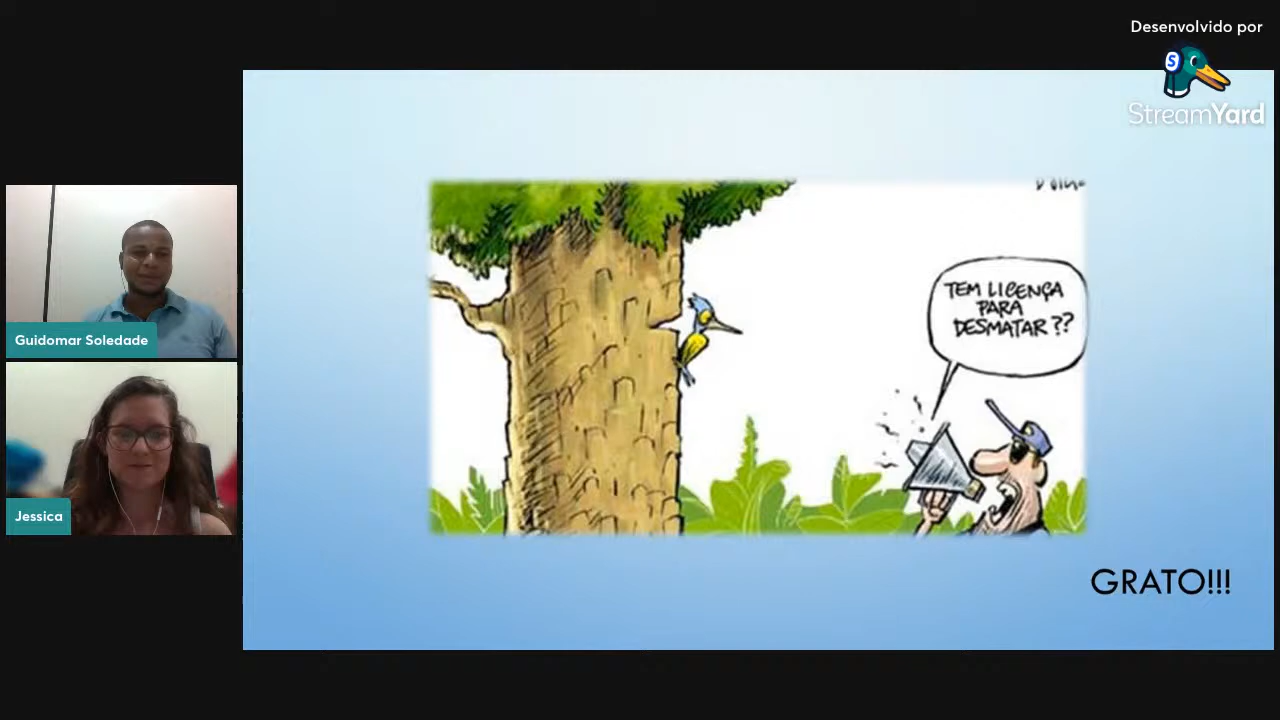 Desenvolvido por
StreamYard
Guidomar Soledade
Jessica
TEM LICENÇA
PARA
DESMATAR??
GRATO!!!